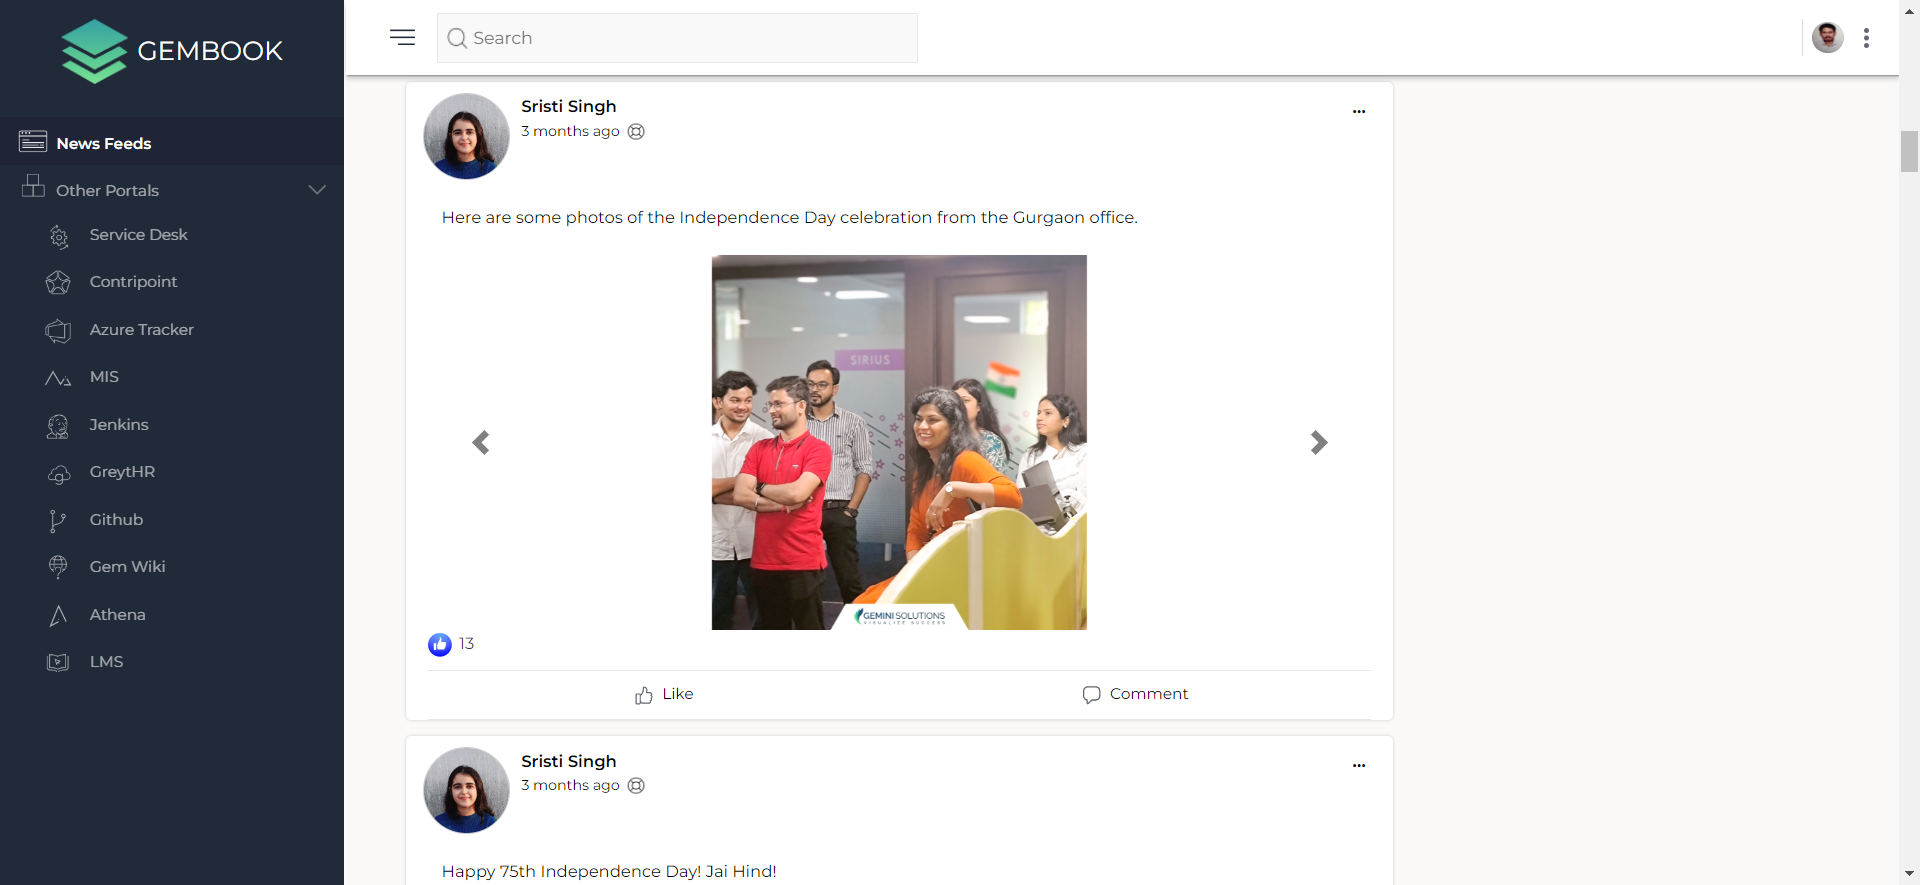 GEMBOOK
Search
News Feeds
Other Portals
Service Desk
Contripoint
Azure Tracker
MIS
Jenkins
GreytHR
Github
Gem Wiki
Athena
LMS
Sristi Singh
...
3 months ago
Here are some photos of the Independence Day celebration from the Gurgaon office.
SIRIUS
GEMINI SOLUTIONS
VISUALIZE SUCCESS
13
Like
Comment
Sristi Singh
...
3 months ago
Happy 75th Independence Day! Jai Hind!